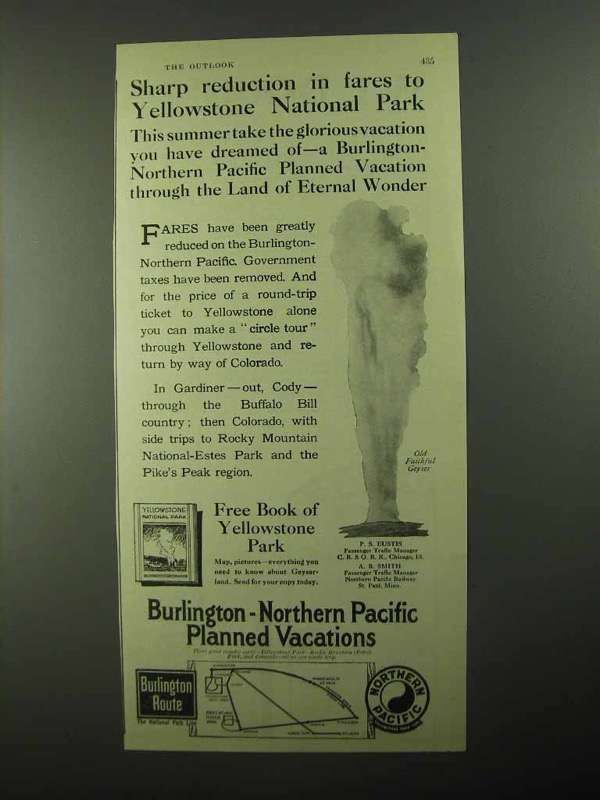 THE OUTLOOK 485
Sharp reduction in fares to
Yellowstone National Park
This summer take the glorious vacation
you have dreamed of—a Burlington-
Northern Pacific Planned Vacation
through the Land of Eternal Wonder
FARES have been greatly
reduced on the Burlington-
Northern Pacific. Government
taxes have been removed. And
for the price of a round-trip
ticket to Yellowstone alone
you can make a "circle tour"
through Yellowstone and re-
turn by way of Colorado.
In Gardiner—out, Cody—
through the Buffalo Bill
country; then Colorado, with
side trips to Rocky Mountain
National-Estes Park and the
Pike's Peak region.
Old
Faithful
Geyser
YELLOWSTONE
NATIONAL PARK
Free Book of
Yellowstone
Park
Map, pictures—everything you
need to know about Geyser-
land. Send for your copy today.
P. S. EUSTIS
Passenger Traffic Manager
C. B. & Q. R. R., Chicago, Ill.
A. B. SMITH
Passenger Traffic Manager
Northern Pacific Railway
St. Paul, Minn.
Burlington-Northern Pacific
Planned Vacations
Burlington
Route
The National Park Line
NORTHERN
PACIFIC